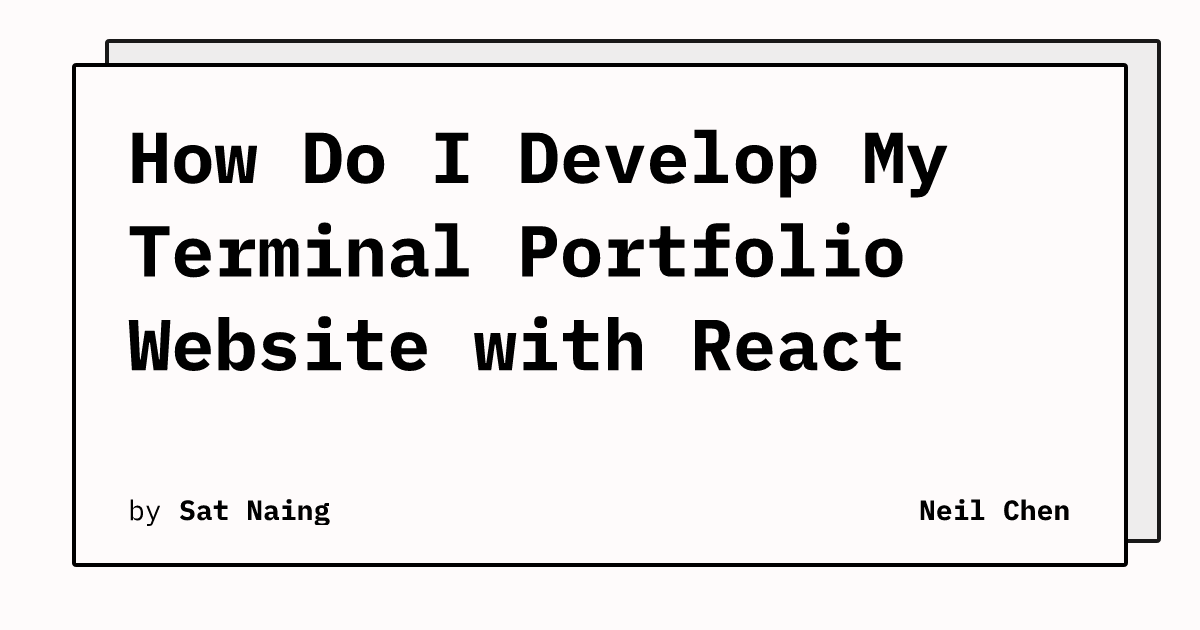 How Do I Develop My
Terminal Portfolio
Website with React
by Sat Naing
Neil Chen